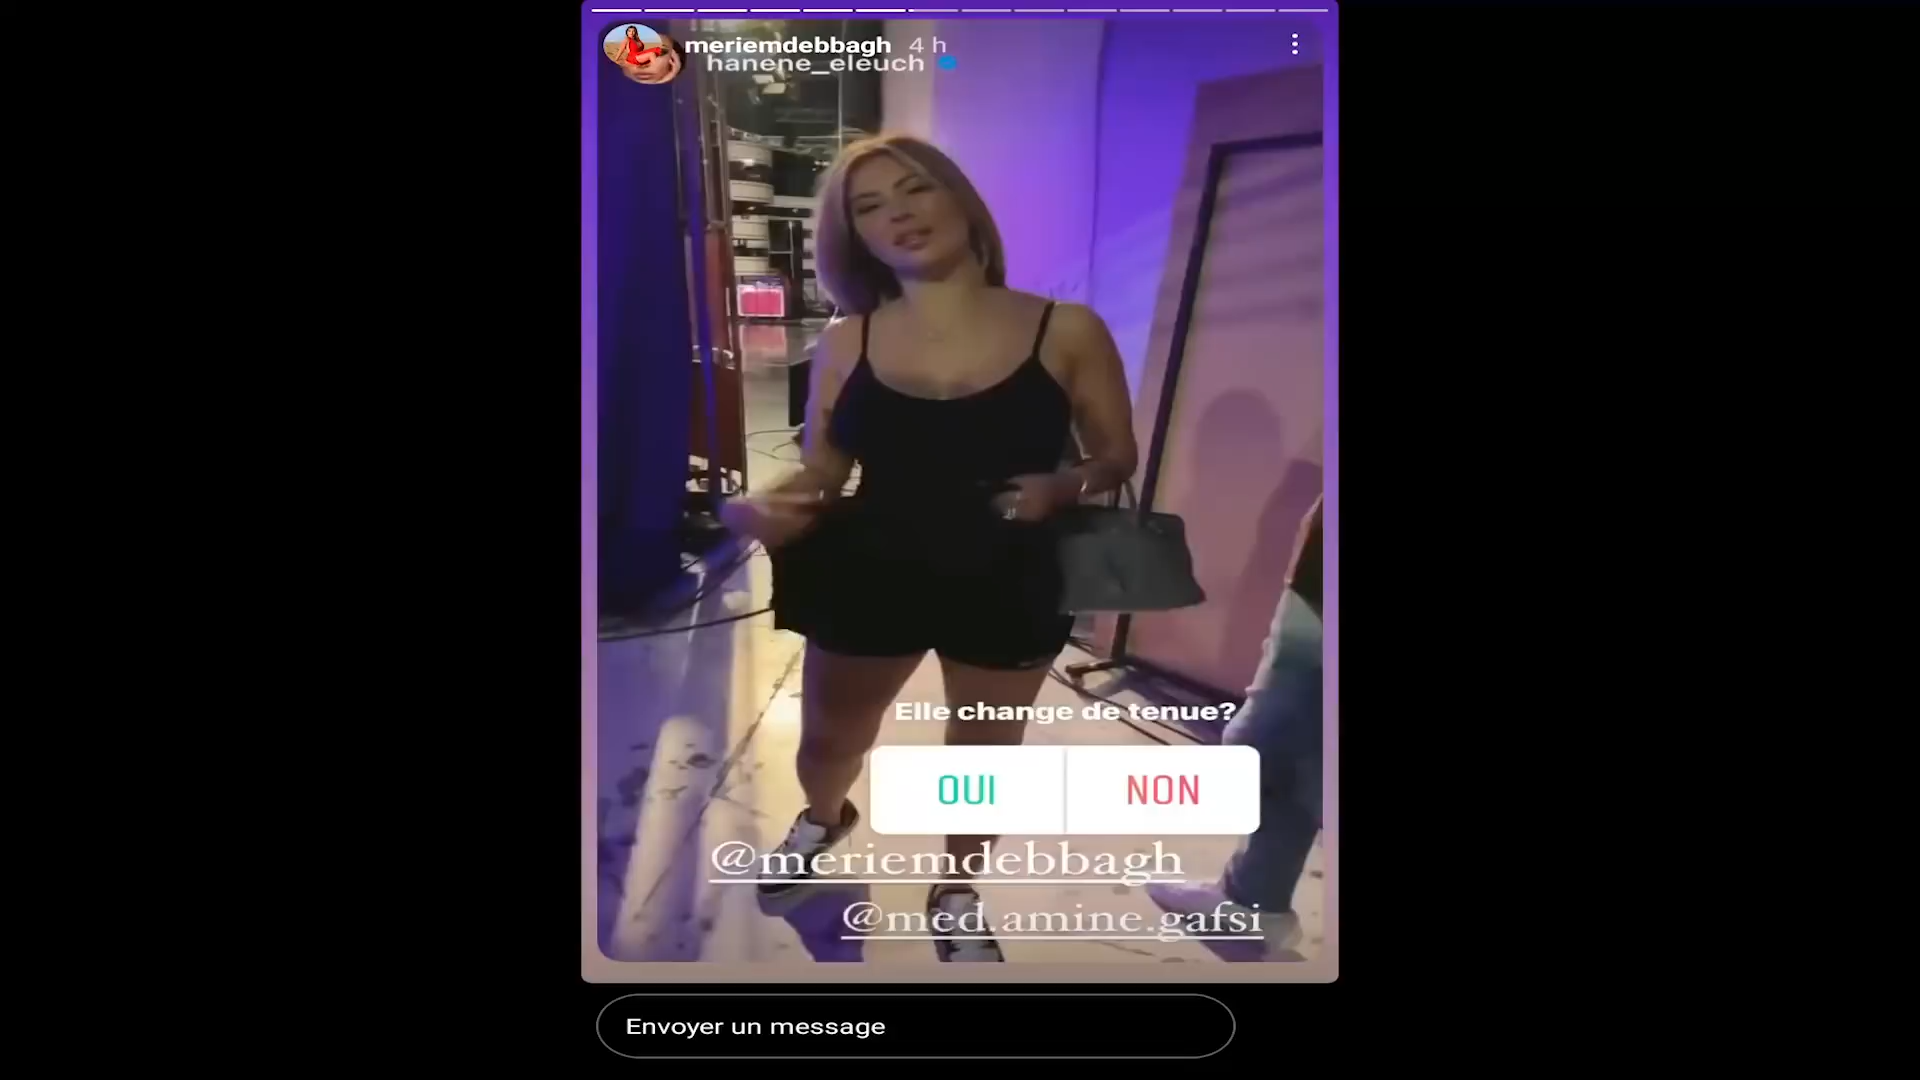 meriemdebbagh 4 h
hanene_eleuch
Elle change de tenue?
OUI NON
@meriemdebbagh
@med.amine.gafsi
Envoyer un message